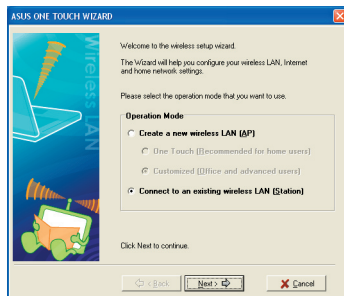 ASUS ONE TOUCH WIZARD
Wireless LAN
Welcome to the wireless setup wizard.
The Wizard will help you configure your wireless LAN, Internet
and home network settings.
Please select the operation mode that you want to use.
Operation Mode
Create a new wireless LAN (AP)
One Touch (Recommended for home users)
Customized (Office and advanced users)
Connect to an existing wireless LAN (Station)
Click Next to continue.
< Back
Next >
Cancel